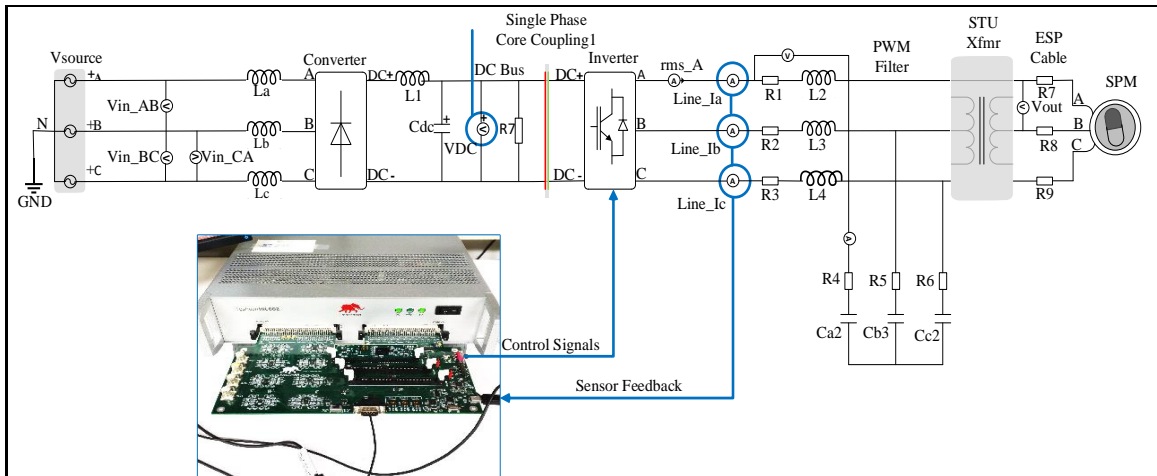 Single Phase
Core Coupling1
Vsource
Converter
DC Bus
Inverter
rms_A
PWM
Filter
STU
Xfmr
ESP
Cable
SPM
+A
N
+B
+C
GND
Vin_AB
Vin_BC
Vin_CA
La
Lb
Lc
A
B
C
DC+
DC-
L1
Cdc
VDC
R7
DC+
DC -
A
B
C
Line_Ia
Line_Ib
Line_Ic
A
A
A
V
R1
L2
R2
L3
R3
L4
A
R4
R5
R6
Ca2
Cb3
Cc2
R7
Vout
R8
R9
A
B
C
Control Signals
Sensor Feedback